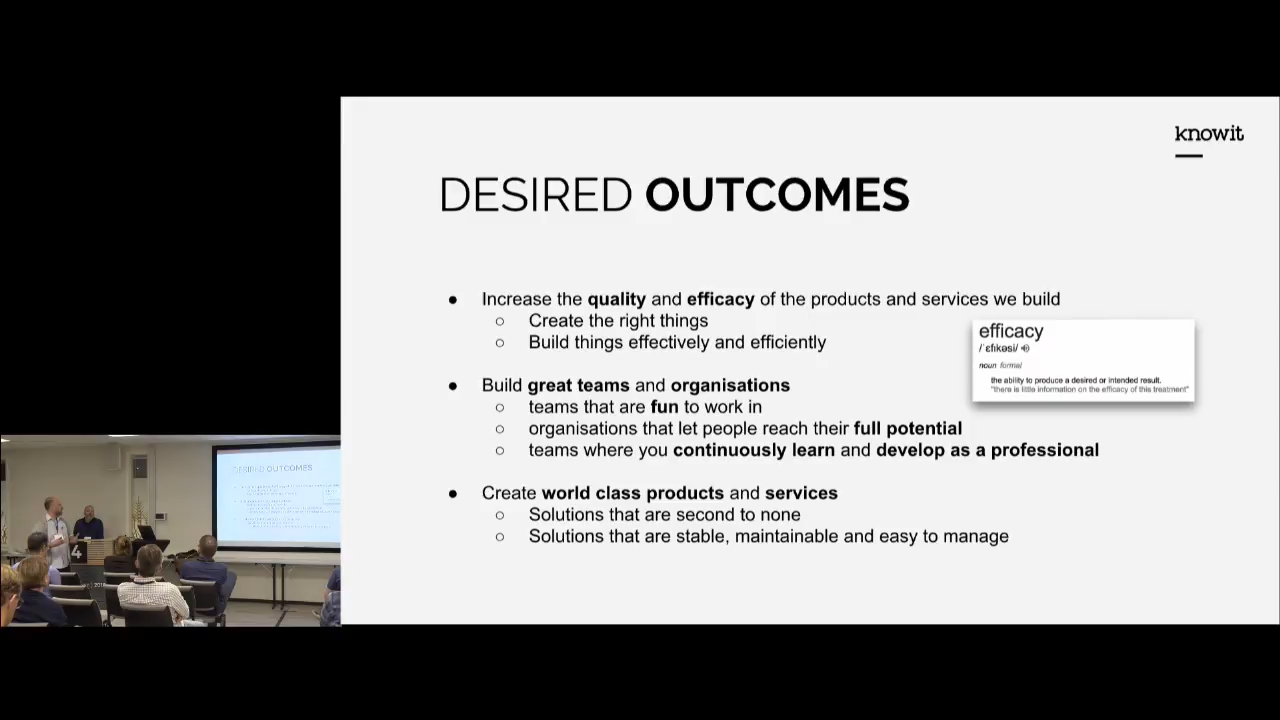 knowit
DESIRED OUTCOMES
● Increase the quality and efficacy of the products and services we build
○ Create the right things
○ Build things effectively and efficiently
efficacy
/ˈɛfɪkəsi/
noun formal
the ability to produce a desired or intended result.
"there is little information on the efficacy of this treatment"
● Build great teams and organisations
○ teams that are fun to work in
○ organisations that let people reach their full potential
○ teams where you continuously learn and develop as a professional
● Create world class products and services
○ Solutions that are second to none
○ Solutions that are stable, maintainable and easy to manage
DESIRED OUTCOMES
4